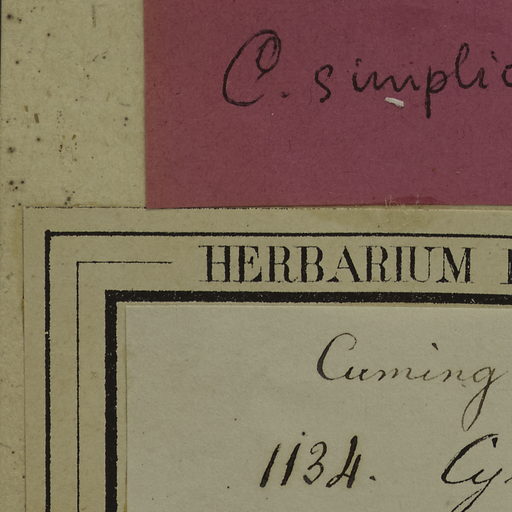 C. simplic
HERBARIUM
Cuming
1134. Cy